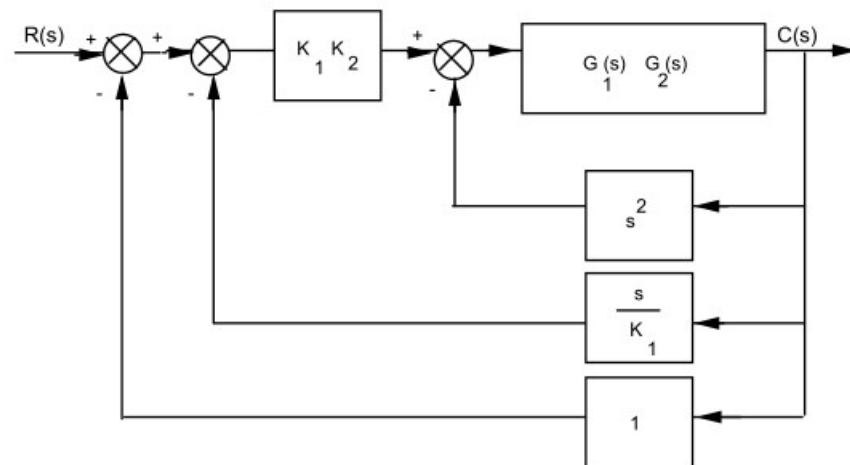 R(s)
+
+
+
-
-
K1 K2
+
-
G1(s) G2(s)
C(s)
s2
s
K1
1